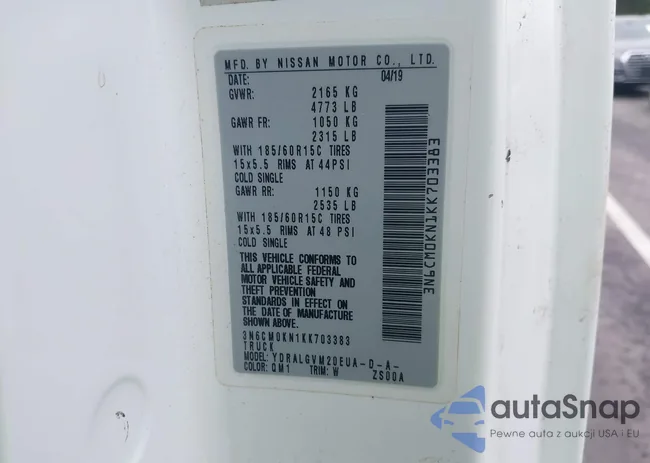 MFD. BY NISSAN MOTOR CO., LTD.
DATE: 04/19
GVWR: 2165 KG
4773 LB
GAWR FR: 1050 KG
2315 LB
WITH 185/60R15C TIRES
15x5.5 RIMS AT 44PSI
COLD SINGLE
GAWR RR: 1150 KG
2535 LB
WITH 185/60R15C TIRES
15x5.5 RIMS AT 48 PSI
COLD SINGLE
THIS VEHICLE CONFORMS TO
ALL APPLICABLE FEDERAL
MOTOR VEHICLE SAFETY AND
THEFT PREVENTION
STANDARDS IN EFFECT ON
THE DATE OF MANUFACTURE
SHOWN ABOVE.
3N6CM0KN1KK703383
TRUCK
MODEL: YDRALGVM20EUA-D-A-
COLOR: QM1 TRIM: W ZS00A
3N6CM0KN1KK703383
autaSnap
Pewne auta z aukcji USA i EU